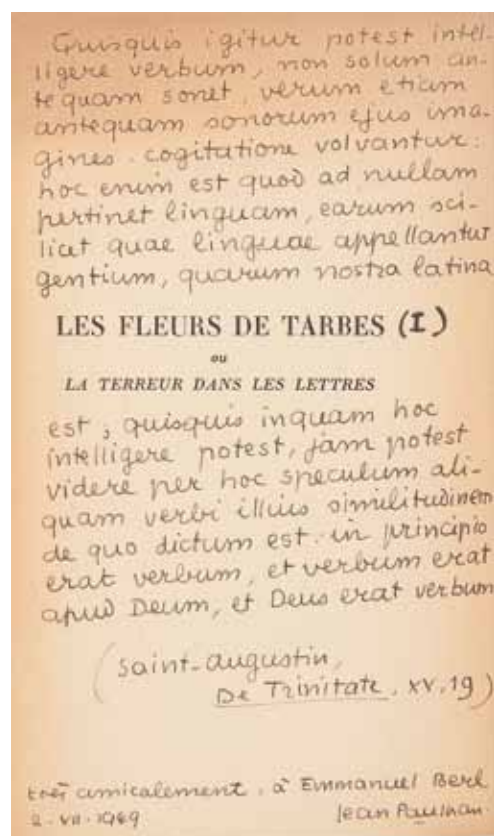 Quisquis igitur potest intel-
ligere verbum, non solum an-
tequam sonet, verum etiam
antequam sonorum ejus ima-
gines cogitatione volvantur:
hoc enim est quod ad nullam
pertinet linguam, earum sci-
licet quae linguae appellantur
gentium, quarum nostra latina
LES FLEURS DE TARBES (I)
ou
LA TERREUR DANS LES LETTRES
est, quisquis inquam hoc
intelligere potest, jam potest
videre per hoc speculum ali-
quam verbi illius similitudinem
de quo dictum est. in principio
erat verbum, et verbum erat
apud Deum, et Deus erat verbum
(Saint-Augustin,
De Trinitate, XV, 19)
très amicalement, à Emmanuel Berl
2. VII. 1969 Jean Paulhan.